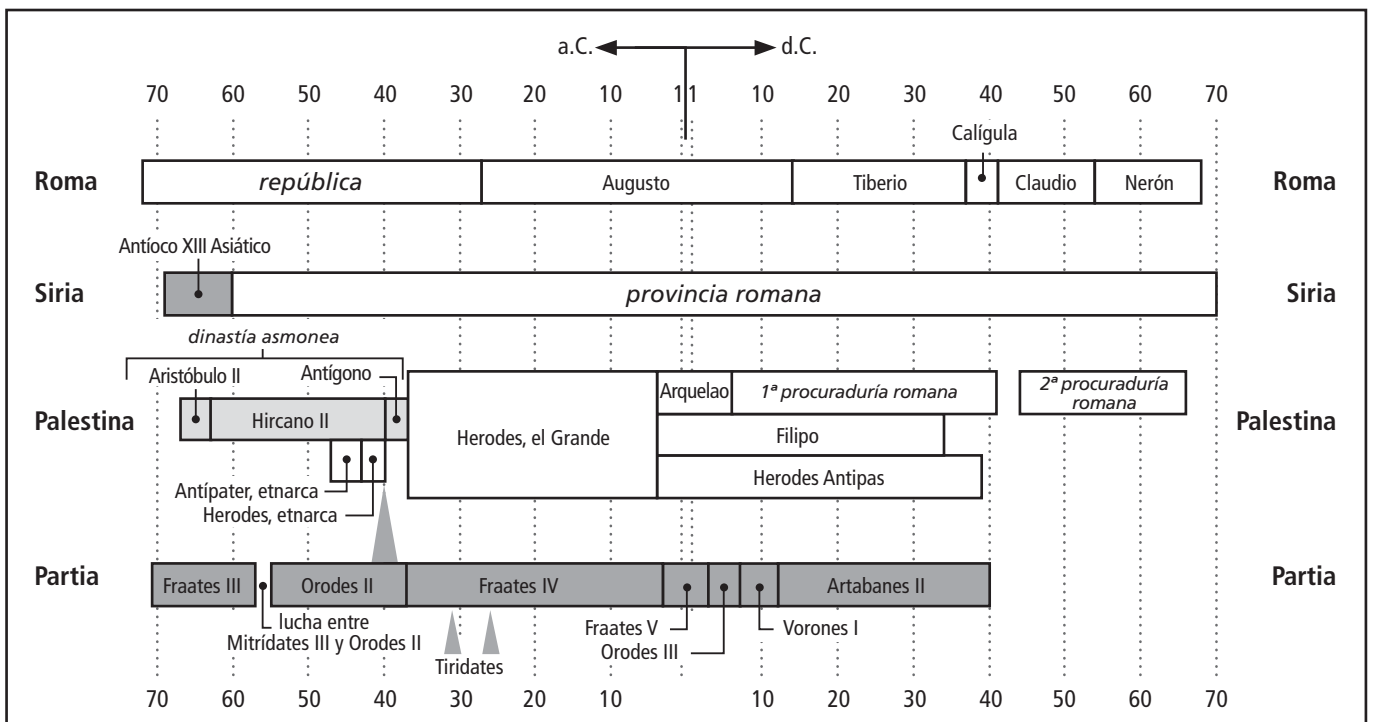 a.C. d.C.
70 60 50 40 30 20 10 1 1 10 20 30 40 50 60 70
Calígula
Roma república Augusto Tiberio Claudio Nerón Roma
Antíoco XIII Asiático
Siria provincia romana Siria
dinastía asmonea
Aristóbulo II Antígono
Arquelao 1ª procuraduría romana 2ª procuraduría
romana
Palestina Hircano II Herodes, el Grande Filipo Palestina
Herodes Antipas
Antípater, etnarca
Herodes, etnarca
Partia Fraates III Orodes II Fraates IV Artabanes II Partia
lucha entre
Mitrídates III y Orodes II
Fraates V Vorones I
Orodes III
Tiridates
70 60 50 40 30 20 10 10 20 30 40 50 60 70